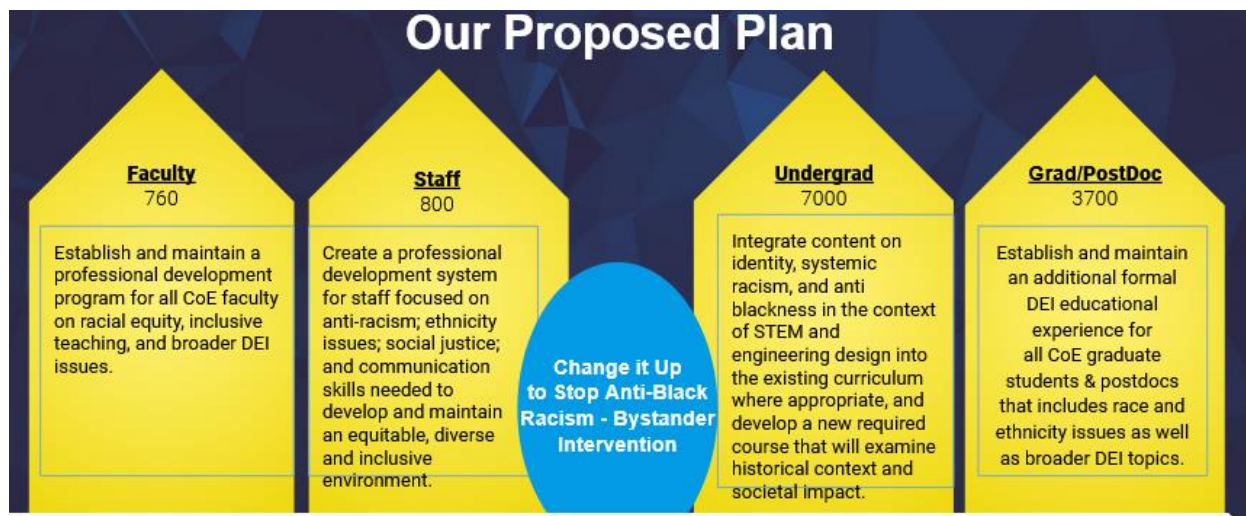 Our Proposed Plan
Faculty
760
Establish and maintain a
professional development
program for all CoE faculty
on racial equity, inclusive
teaching, and broader DEI
issues.
Staff
800
Create a professional
development system
for staff focused on
anti-racism; ethnicity
issues; social justice;
and communication
skills needed to
develop and maintain
an equitable, diverse
and inclusive
environment.
Change it Up
to Stop Anti-Black
Racism - Bystander
Intervention
Undergrad
7000
Integrate content on
identity, systemic
racism, and anti
blackness in the context
of STEM and
engineering design into
the existing curriculum
where appropriate, and
develop a new required
course that will examine
historical context and
societal impact.
Grad/PostDoc
3700
Establish and maintain
an additional formal
DEI educational
experience for
all CoE graduate
students & postdocs
that includes race and
ethnicity issues as well
as broader DEI topics.